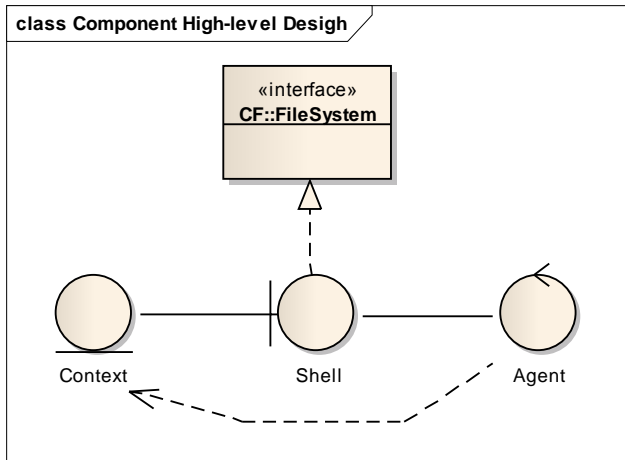 class Component High-level Desigh
«interface»
CF::FileSystem
Context
Shell
Agent